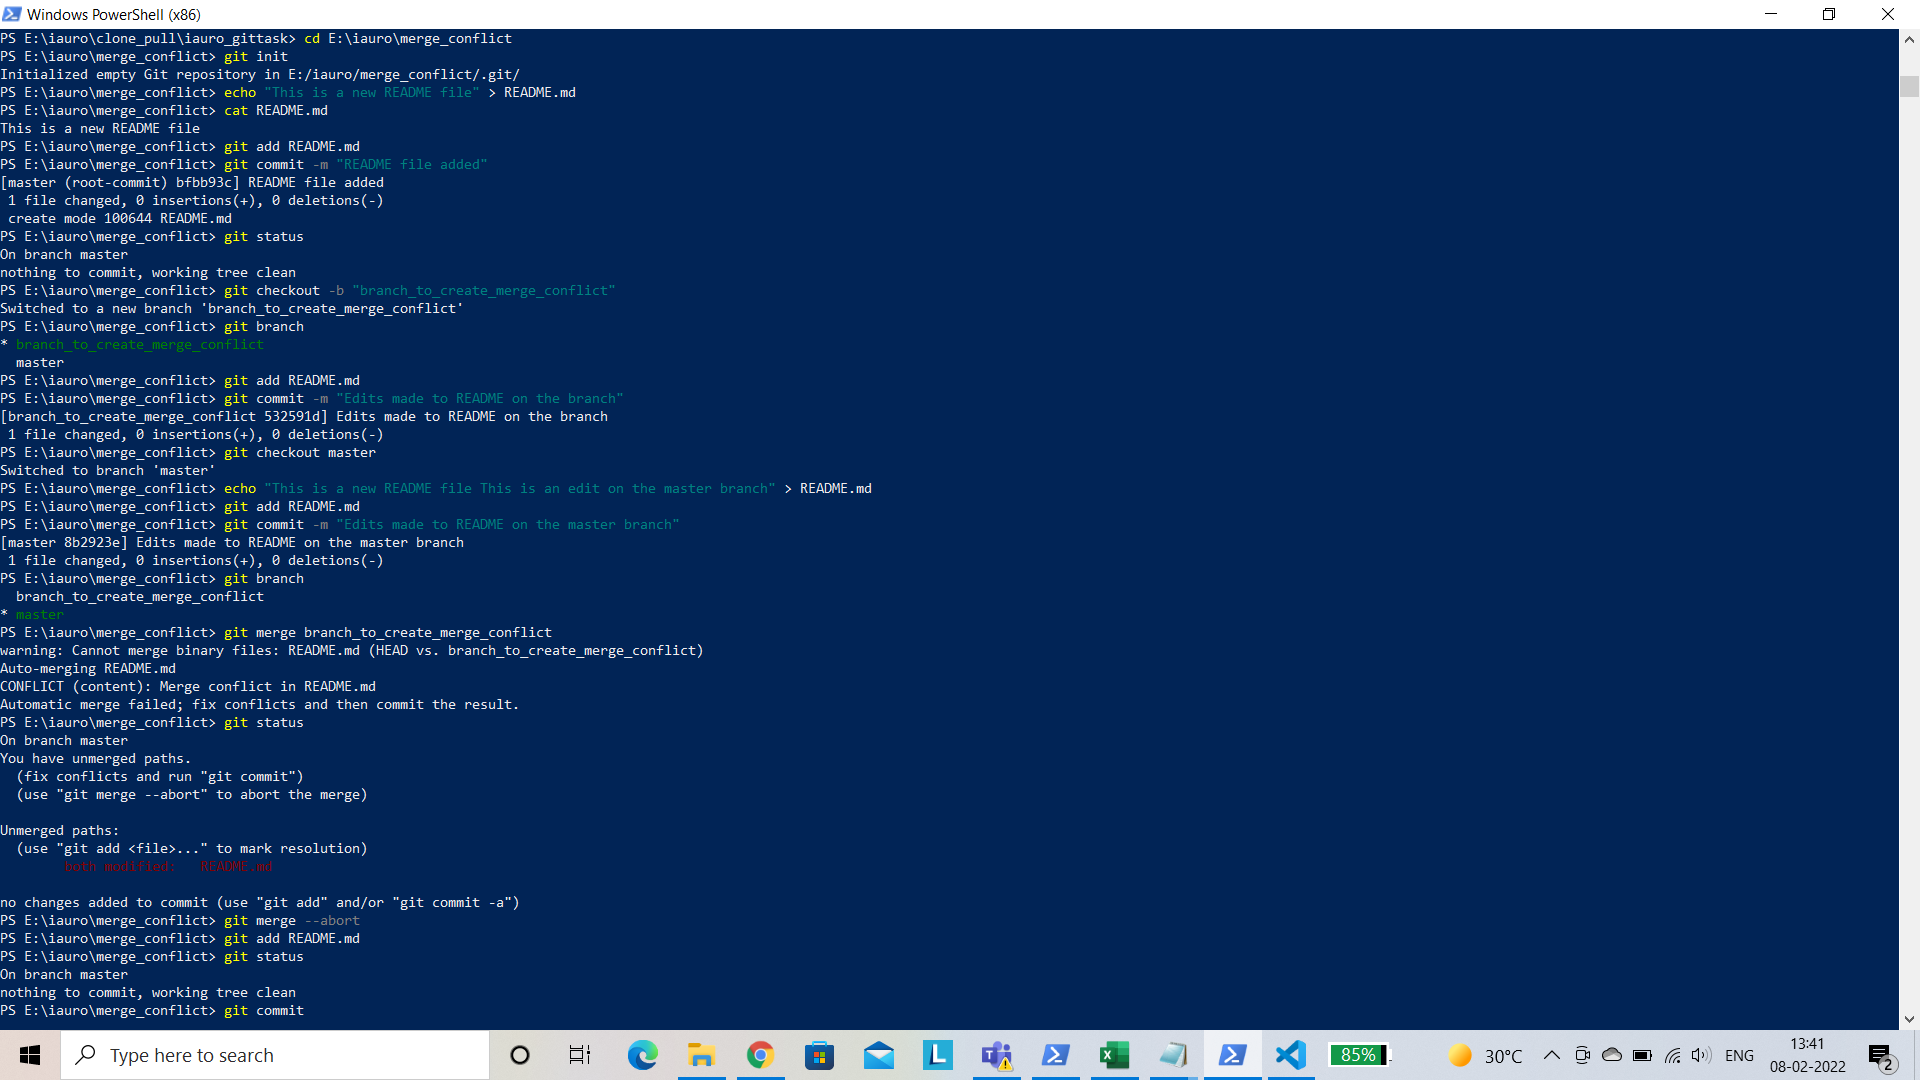 Windows PowerShell (x86)
PS E:\iauro\clone_pull\iauro_gittask> cd E:\iauro\merge_conflict
PS E:\iauro\merge_conflict> git init
Initialized empty Git repository in E:/iauro/merge_conflict/.git/
PS E:\iauro\merge_conflict> echo "This is a new README file" > README.md
PS E:\iauro\merge_conflict> cat README.md
This is a new README file
PS E:\iauro\merge_conflict> git add README.md
PS E:\iauro\merge_conflict> git commit -m "README file added"
[master (root-commit) bfbb93c] README file added
 1 file changed, 0 insertions(+), 0 deletions(-)
 create mode 100644 README.md
PS E:\iauro\merge_conflict> git status
On branch master
nothing to commit, working tree clean
PS E:\iauro\merge_conflict> git checkout -b "branch_to_create_merge_conflict"
Switched to a new branch 'branch_to_create_merge_conflict'
PS E:\iauro\merge_conflict> git branch
* branch_to_create_merge_conflict
  master
PS E:\iauro\merge_conflict> git add README.md
PS E:\iauro\merge_conflict> git commit -m "Edits made to README on the branch"
[branch_to_create_merge_conflict 532591d] Edits made to README on the branch
 1 file changed, 0 insertions(+), 0 deletions(-)
PS E:\iauro\merge_conflict> git checkout master
Switched to branch 'master'
PS E:\iauro\merge_conflict> echo "This is a new README file This is an edit on the master branch" > README.md
PS E:\iauro\merge_conflict> git add README.md
PS E:\iauro\merge_conflict> git commit -m "Edits made to README on the master branch"
[master 8b2923e] Edits made to README on the master branch
 1 file changed, 0 insertions(+), 0 deletions(-)
PS E:\iauro\merge_conflict> git branch
  branch_to_create_merge_conflict
* master
PS E:\iauro\merge_conflict> git merge branch_to_create_merge_conflict
warning: Cannot merge binary files: README.md (HEAD vs. branch_to_create_merge_conflict)
Auto-merging README.md
CONFLICT (content): Merge conflict in README.md
Automatic merge failed; fix conflicts and then commit the result.
PS E:\iauro\merge_conflict> git status
On branch master
You have unmerged paths.
  (fix conflicts and run "git commit")
  (use "git merge --abort" to abort the merge)
Unmerged paths:
  (use "git add <file>..." to mark resolution)
        both modified:   README.md
no changes added to commit (use "git add" and/or "git commit -a")
PS E:\iauro\merge_conflict> git merge --abort
PS E:\iauro\merge_conflict> git add README.md
PS E:\iauro\merge_conflict> git status
On branch master
nothing to commit, working tree clean
PS E:\iauro\merge_conflict> git commit
Type here to search
85%
30°C
ENG
13:41
08-02-2022
2